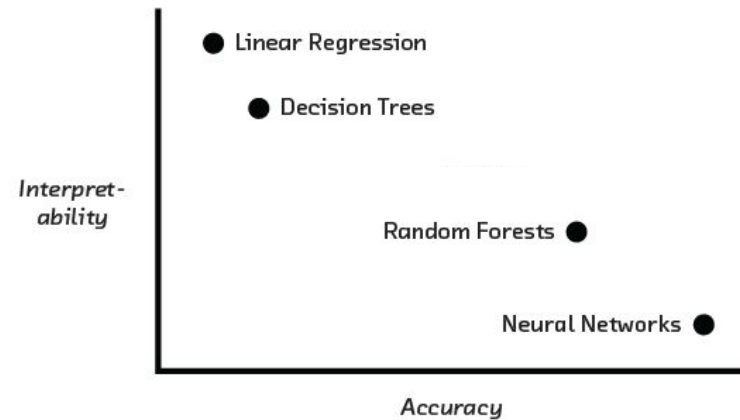 Linear Regression
Decision Trees
Interpret-
ability
Random Forests
Neural Networks
Accuracy